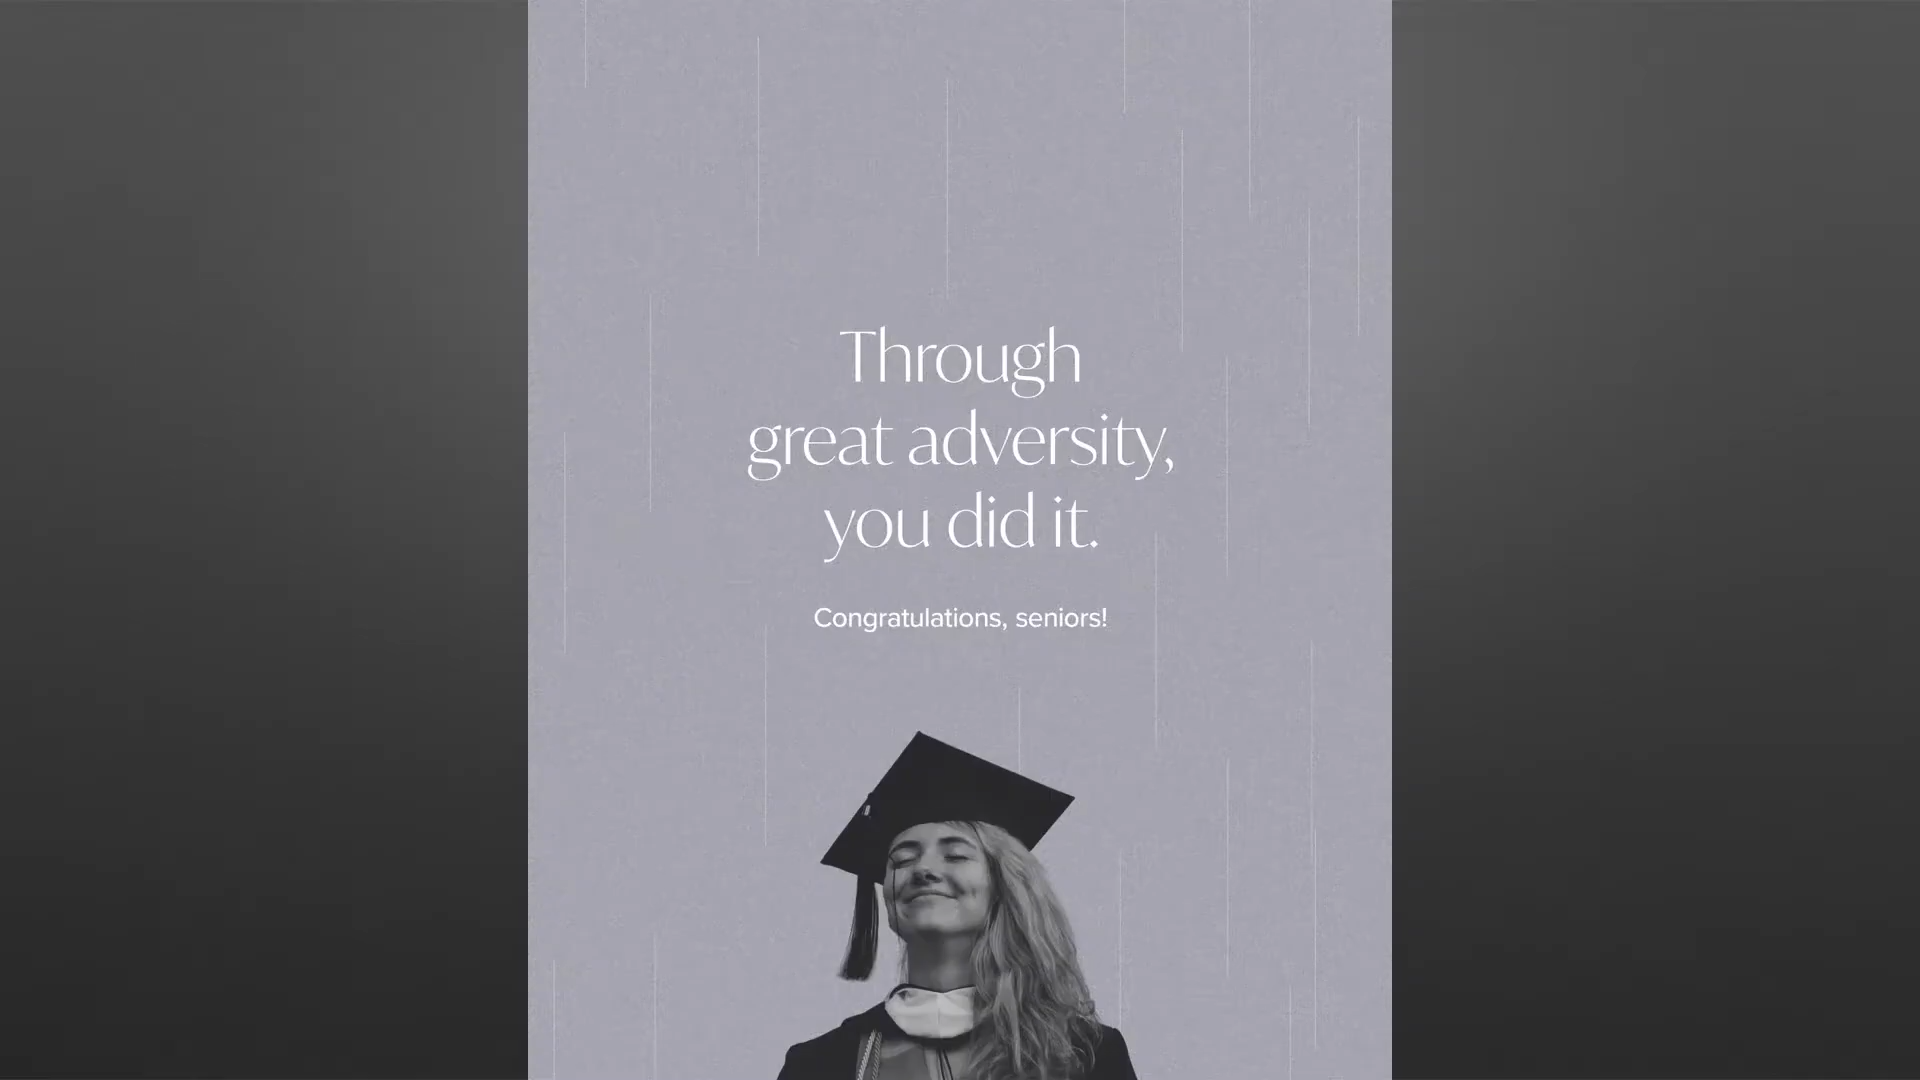 Through
great adversity,
you did it.
Congratulations, seniors!